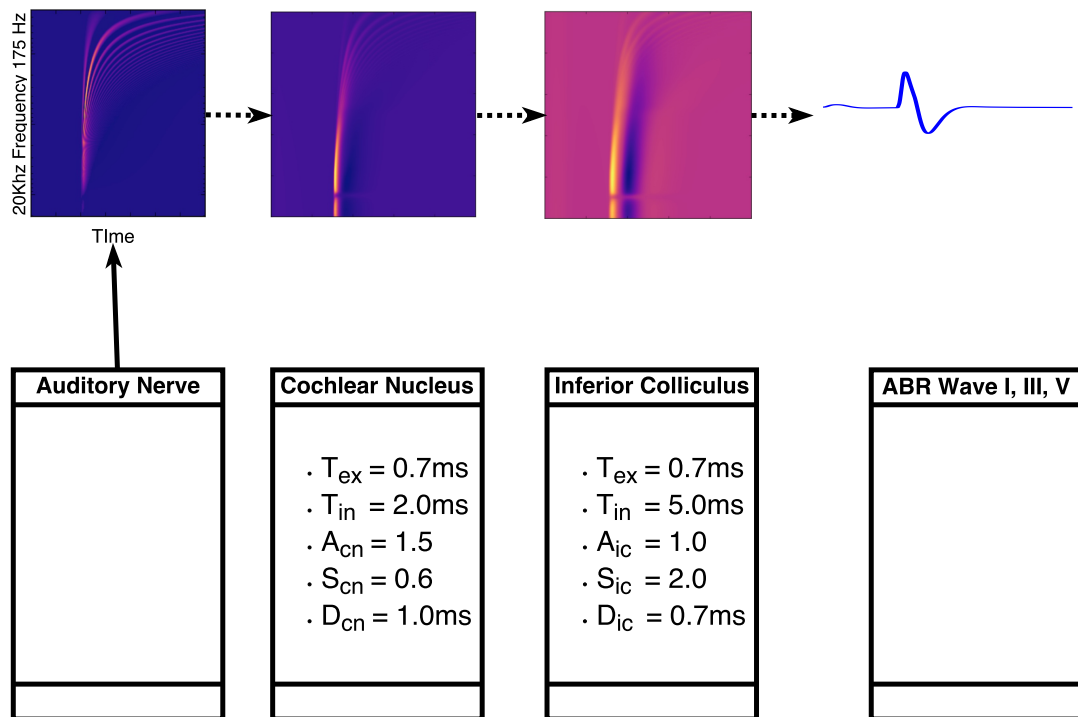 20Khz Frequency 175 Hz
TIme
Auditory Nerve
Cochlear Nucleus
. Tex = 0.7ms
. Tin = 2.0ms
. Acn = 1.5
. Scn = 0.6
. Dcn = 1.0ms
Inferior Colliculus
. Tex = 0.7ms
. Tin = 5.0ms
. Aic = 1.0
. Sic = 2.0
. Dic = 0.7ms
ABR Wave I, III, V